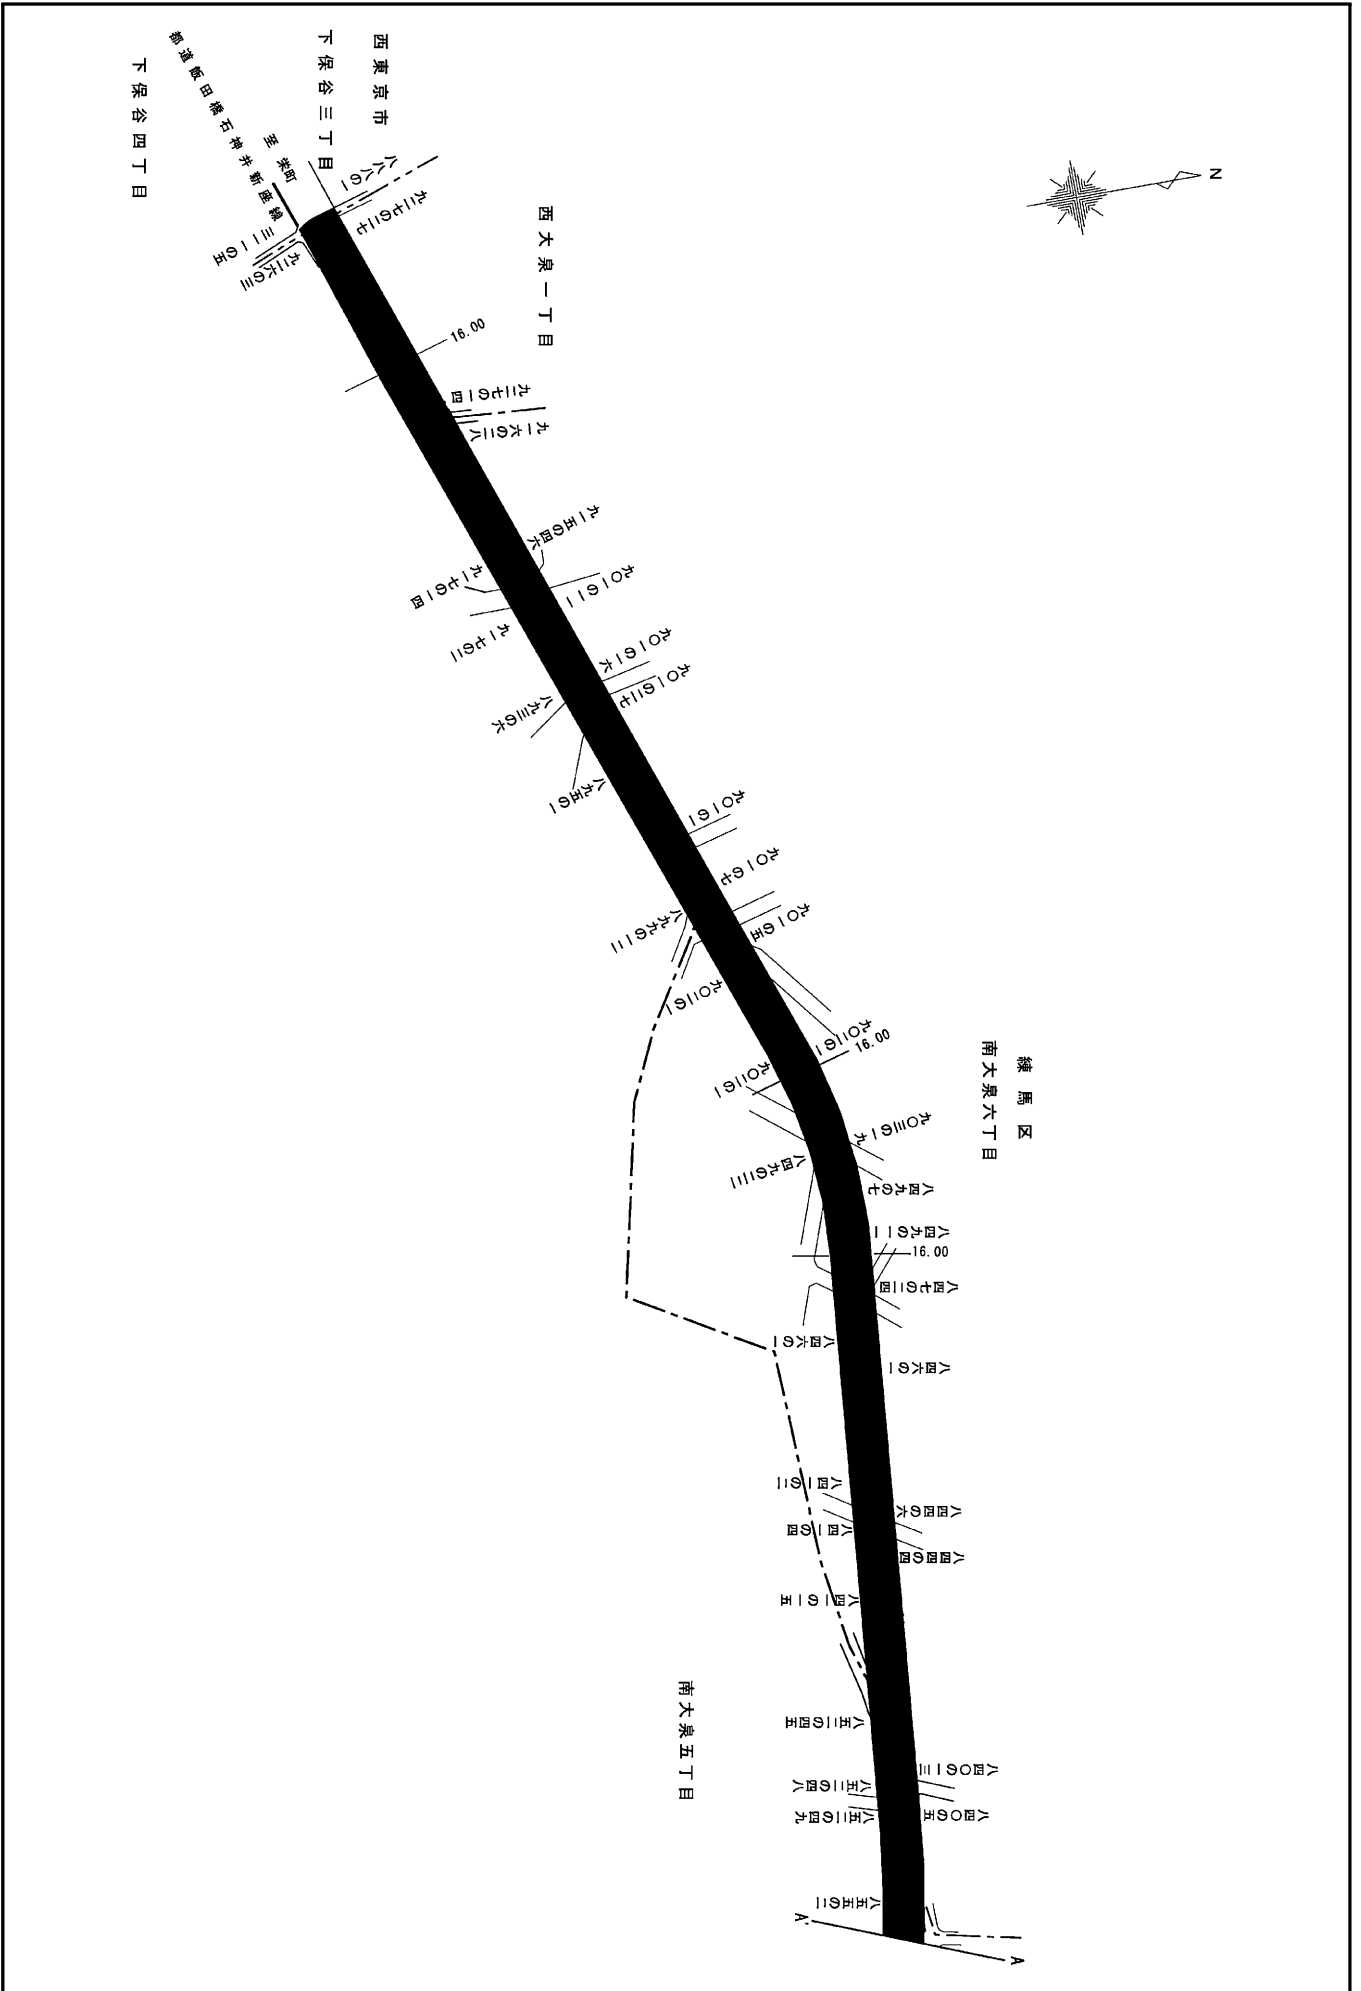 N
西東京市
下保谷三丁目
至 栄町
都道飯田橋石神井新座線
下保谷四丁目
八八六の一
九二七の二七
三一一の五
九二六の三
西大泉一丁目
16.00
九二七の一四
九一六の二八
九一五の四六
九一七の一四
九〇一の一一
九一七の二
九〇一の一六
九〇一の二七
八九三の六
八九五の一
九〇一の一
九〇一の七
八九九の一二
九〇一の五
九〇二の一
九〇二の一
16.00
九〇二の一
練馬区
南大泉六丁目
九〇三の一九
八四九の二三
八四九の七
八四九の一一
16.00
八四七の二四
八四六の一
八四六の一
八四一の二
八四四の六
八四一の四
八四四の四
八四一の一五
南大泉五丁目
八五二の四五
八四〇の一三
八五二の四八
八四〇の五
八五二の四九
八五五の二
A'
A